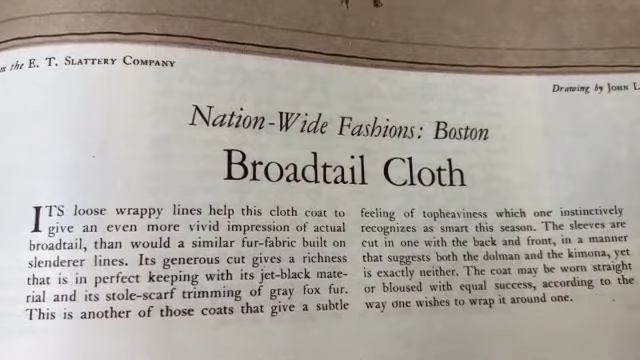 the E. T. SLATTERY COMPANY
Drawing by JOHN L
Nation-Wide Fashions: Boston
Broadtail Cloth
ITS loose wrappy lines help this cloth coat to
give an even more vivid impression of actual
broadtail, than would a similar fur-fabric built on
slenderer lines. Its generous cut gives a richness
that is in perfect keeping with its jet-black mate-
rial and its stole-scarf trimming of gray fox fur.
This is another of those coats that give a subtle
feeling of topheaviness which one instinctively
recognizes as smart this season. The sleeves are
cut in one with the back and front, in a manner
that suggests both the dolman and the kimona, yet
is exactly neither. The coat may be worn straight
or bloused with equal success, according to the
way one wishes to wrap it around one.